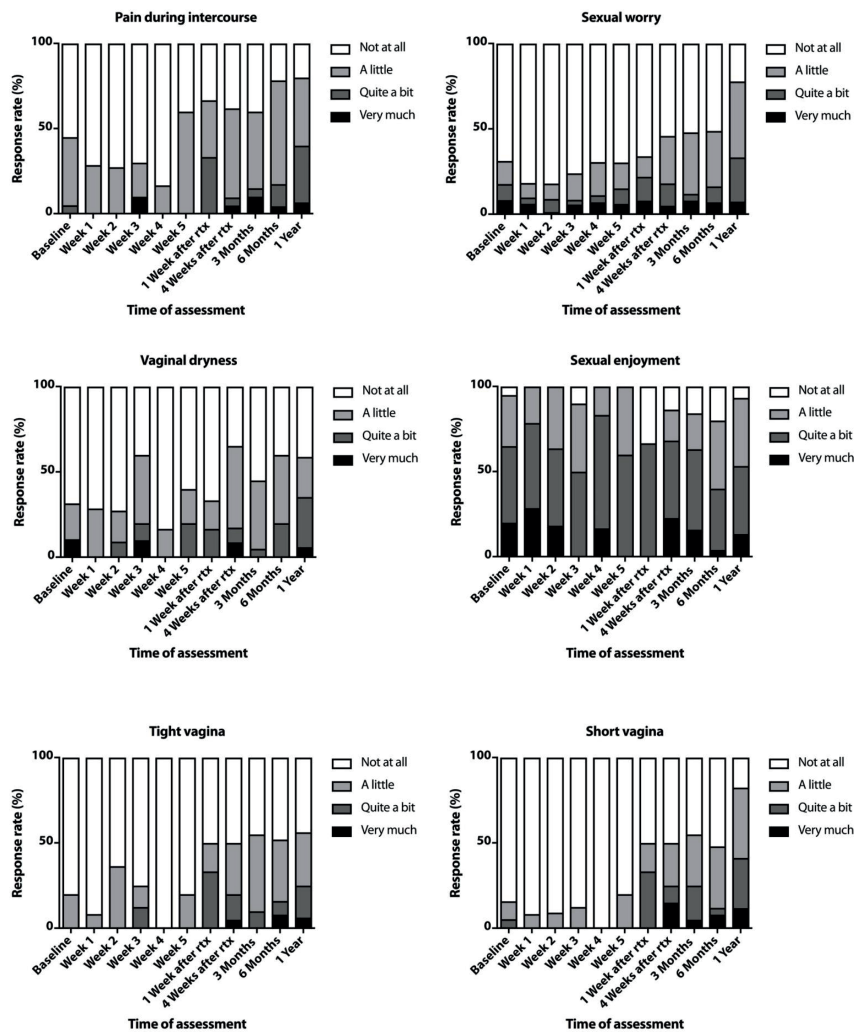 Pain during intercourse
100
50
0
Response rate (%)
Not at all
A little
Quite a bit
Very much
Baseline
Week 1
Week 2
Week 3
Week 4
Week 5
1 Week after rtx
4 Weeks after rtx
3 Months
6 Months
1 Year
Time of assessment
Sexual worry
100
50
0
Response rate (%)
Not at all
A little
Quite a bit
Very much
Baseline
Week 1
Week 2
Week 3
Week 4
Week 5
1 Week after rtx
4 Weeks after rtx
3 Months
6 Months
1 Year
Time of assessment
Vaginal dryness
100
50
0
Response rate (%)
Not at all
A little
Quite a bit
Very much
Baseline
Week 1
Week 2
Week 3
Week 4
Week 5
1 Week after rtx
4 Weeks after rtx
3 Months
6 Months
1 Year
Time of assessment
Sexual enjoyment
100
50
0
Response rate (%)
Not at all
A little
Quite a bit
Very much
Baseline
Week 1
Week 2
Week 3
Week 4
Week 5
1 Week after rtx
4 Weeks after rtx
3 Months
6 Months
1 Year
Time of assessment
Tight vagina
100
50
0
Response rate (%)
Not at all
A little
Quite a bit
Very much
Baseline
Week 1
Week 2
Week 3
Week 4
Week 5
1 Week after rtx
4 Weeks after rtx
3 Months
6 Months
1 Year
Time of assessment
Short vagina
100
50
0
Response rate (%)
Not at all
A little
Quite a bit
Very much
Baseline
Week 1
Week 2
Week 3
Week 4
Week 5
1 Week after rtx
4 Weeks after rtx
3 Months
6 Months
1 Year
Time of assessment